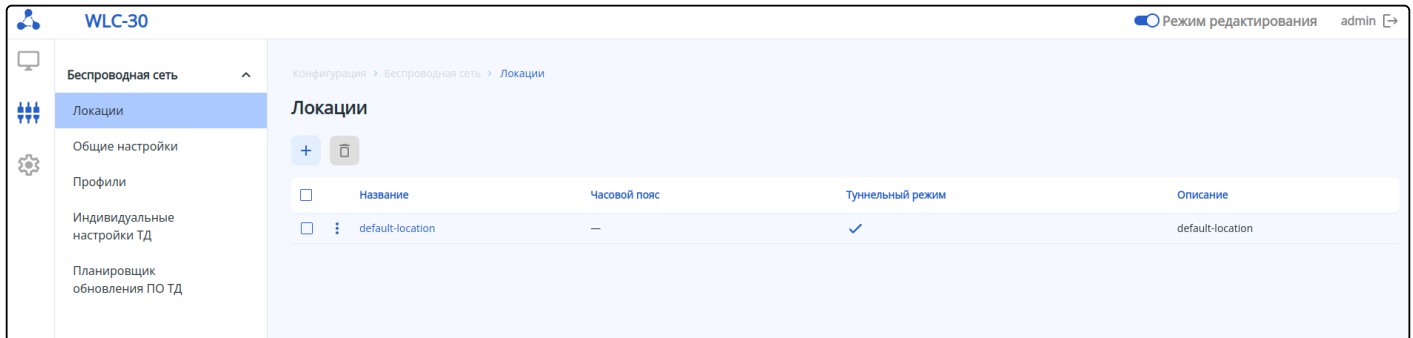 WLC-30
Режим редактирования admin
Беспроводная сеть
Локации
Общие настройки
Профили
Индивидуальные
настройки ТД
Планировщик
обновления ПО ТД
Конфигурация > Беспроводная сеть > Локации
Локации
+
Название Часовой пояс Туннельный режим Описание
default-location — default-location